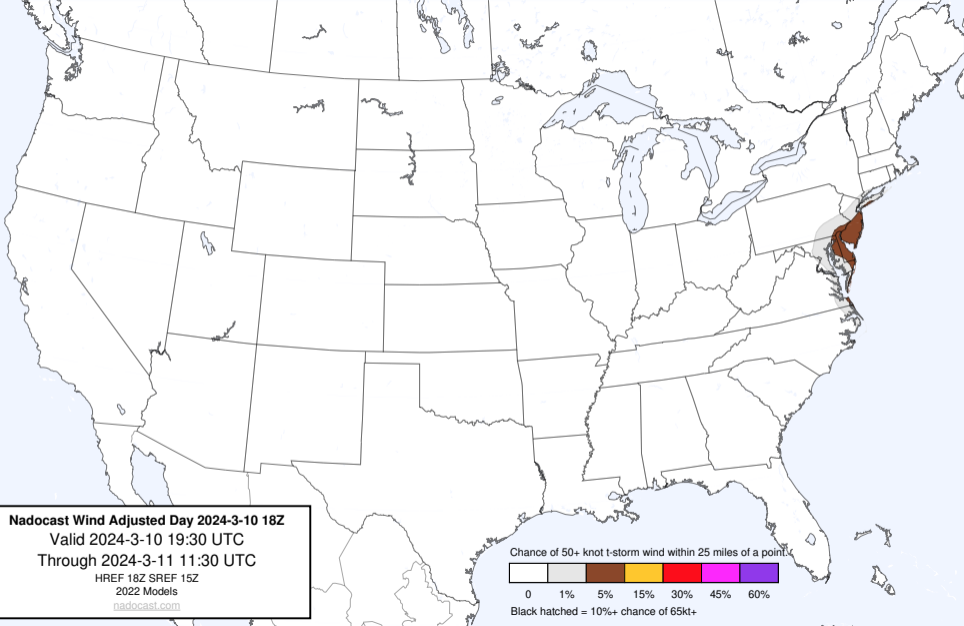 Nadocast Wind Adjusted Day 2024-3-10 18Z
Valid 2024-3-10 19:30 UTC
Through 2024-3-11 11:30 UTC
HREF 18Z SREF 15Z
2022 Models
nadocast.com
Chance of 50+ knot t-storm wind within 25 miles of a point.
0 1% 5% 15% 30% 45% 60%
Black hatched = 10%+ chance of 65kt+